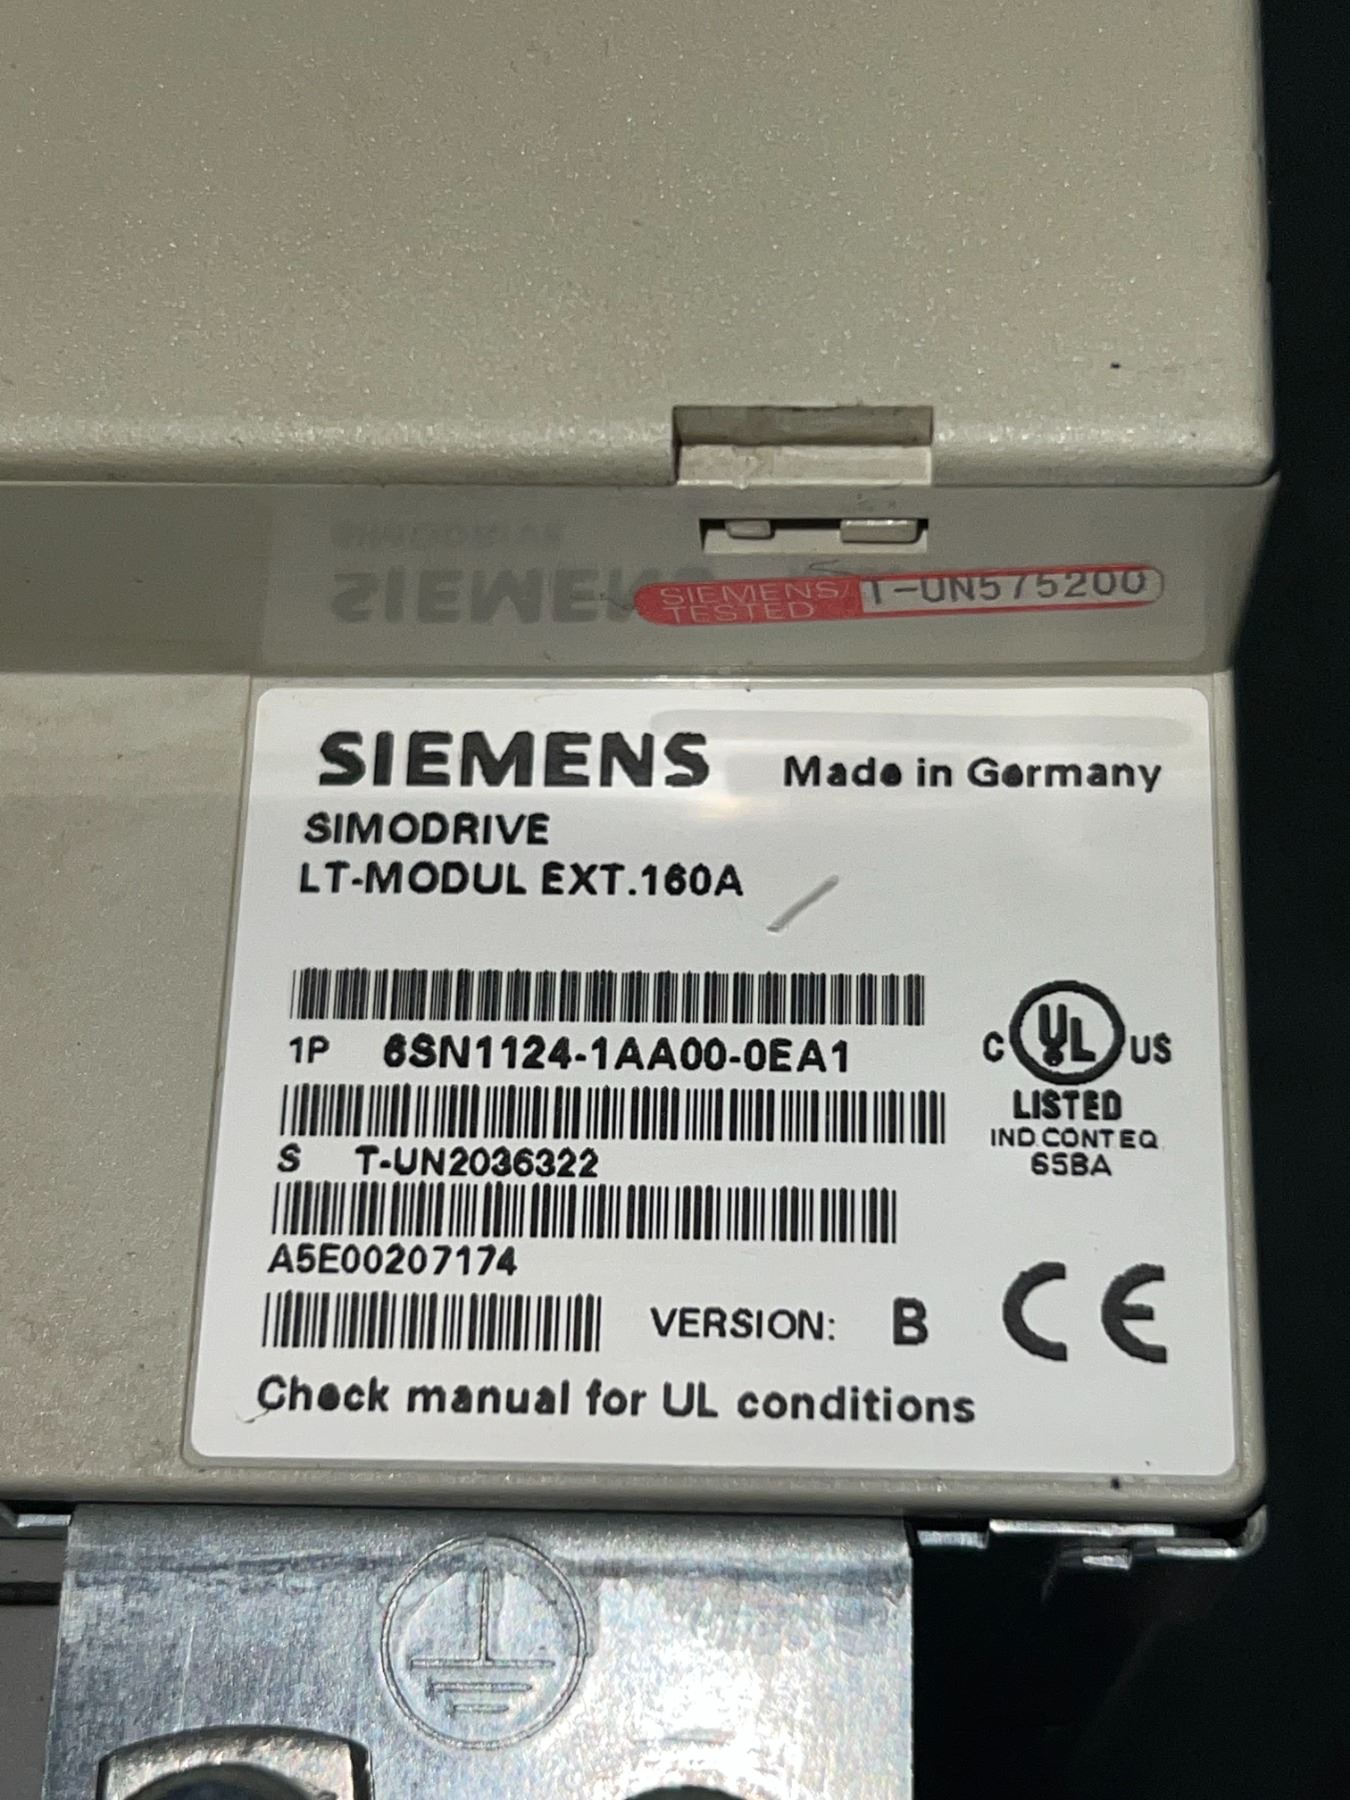 SIEMENS/
TESTED
T-UN575200
SIEMENS
Made in Germany
SIMODRIVE
LT-MODUL EXT.160A
1P 6SN1124-1AA00-0EA1
S T-UN2036322
A5E00207174
VERSION: B
Check manual for UL conditions
C UL US
LISTED
IND.CONT EQ
65BA
CE